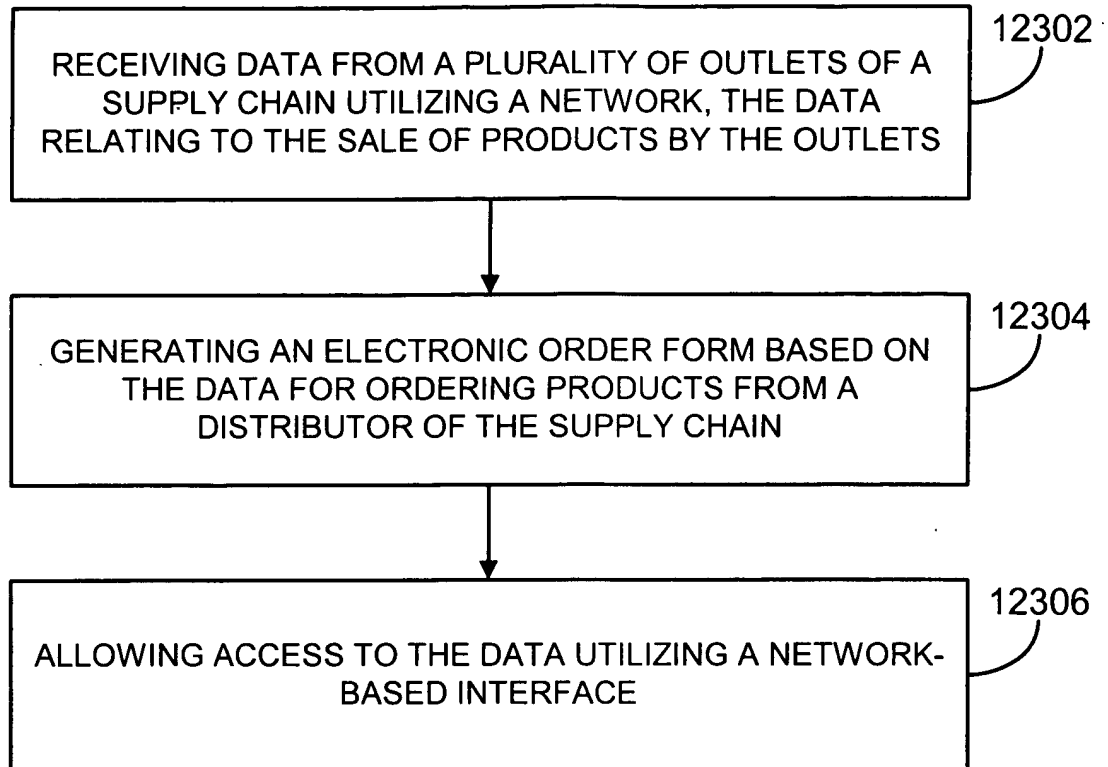 12302
RECEIVING DATA FROM A PLURALITY OF OUTLETS OF A
SUPPLY CHAIN UTILIZING A NETWORK, THE DATA
RELATING TO THE SALE OF PRODUCTS BY THE OUTLETS
12304
GENERATING AN ELECTRONIC ORDER FORM BASED ON
THE DATA FOR ORDERING PRODUCTS FROM A
DISTRIBUTOR OF THE SUPPLY CHAIN
12306
ALLOWING ACCESS TO THE DATA UTILIZING A NETWORK-
BASED INTERFACE